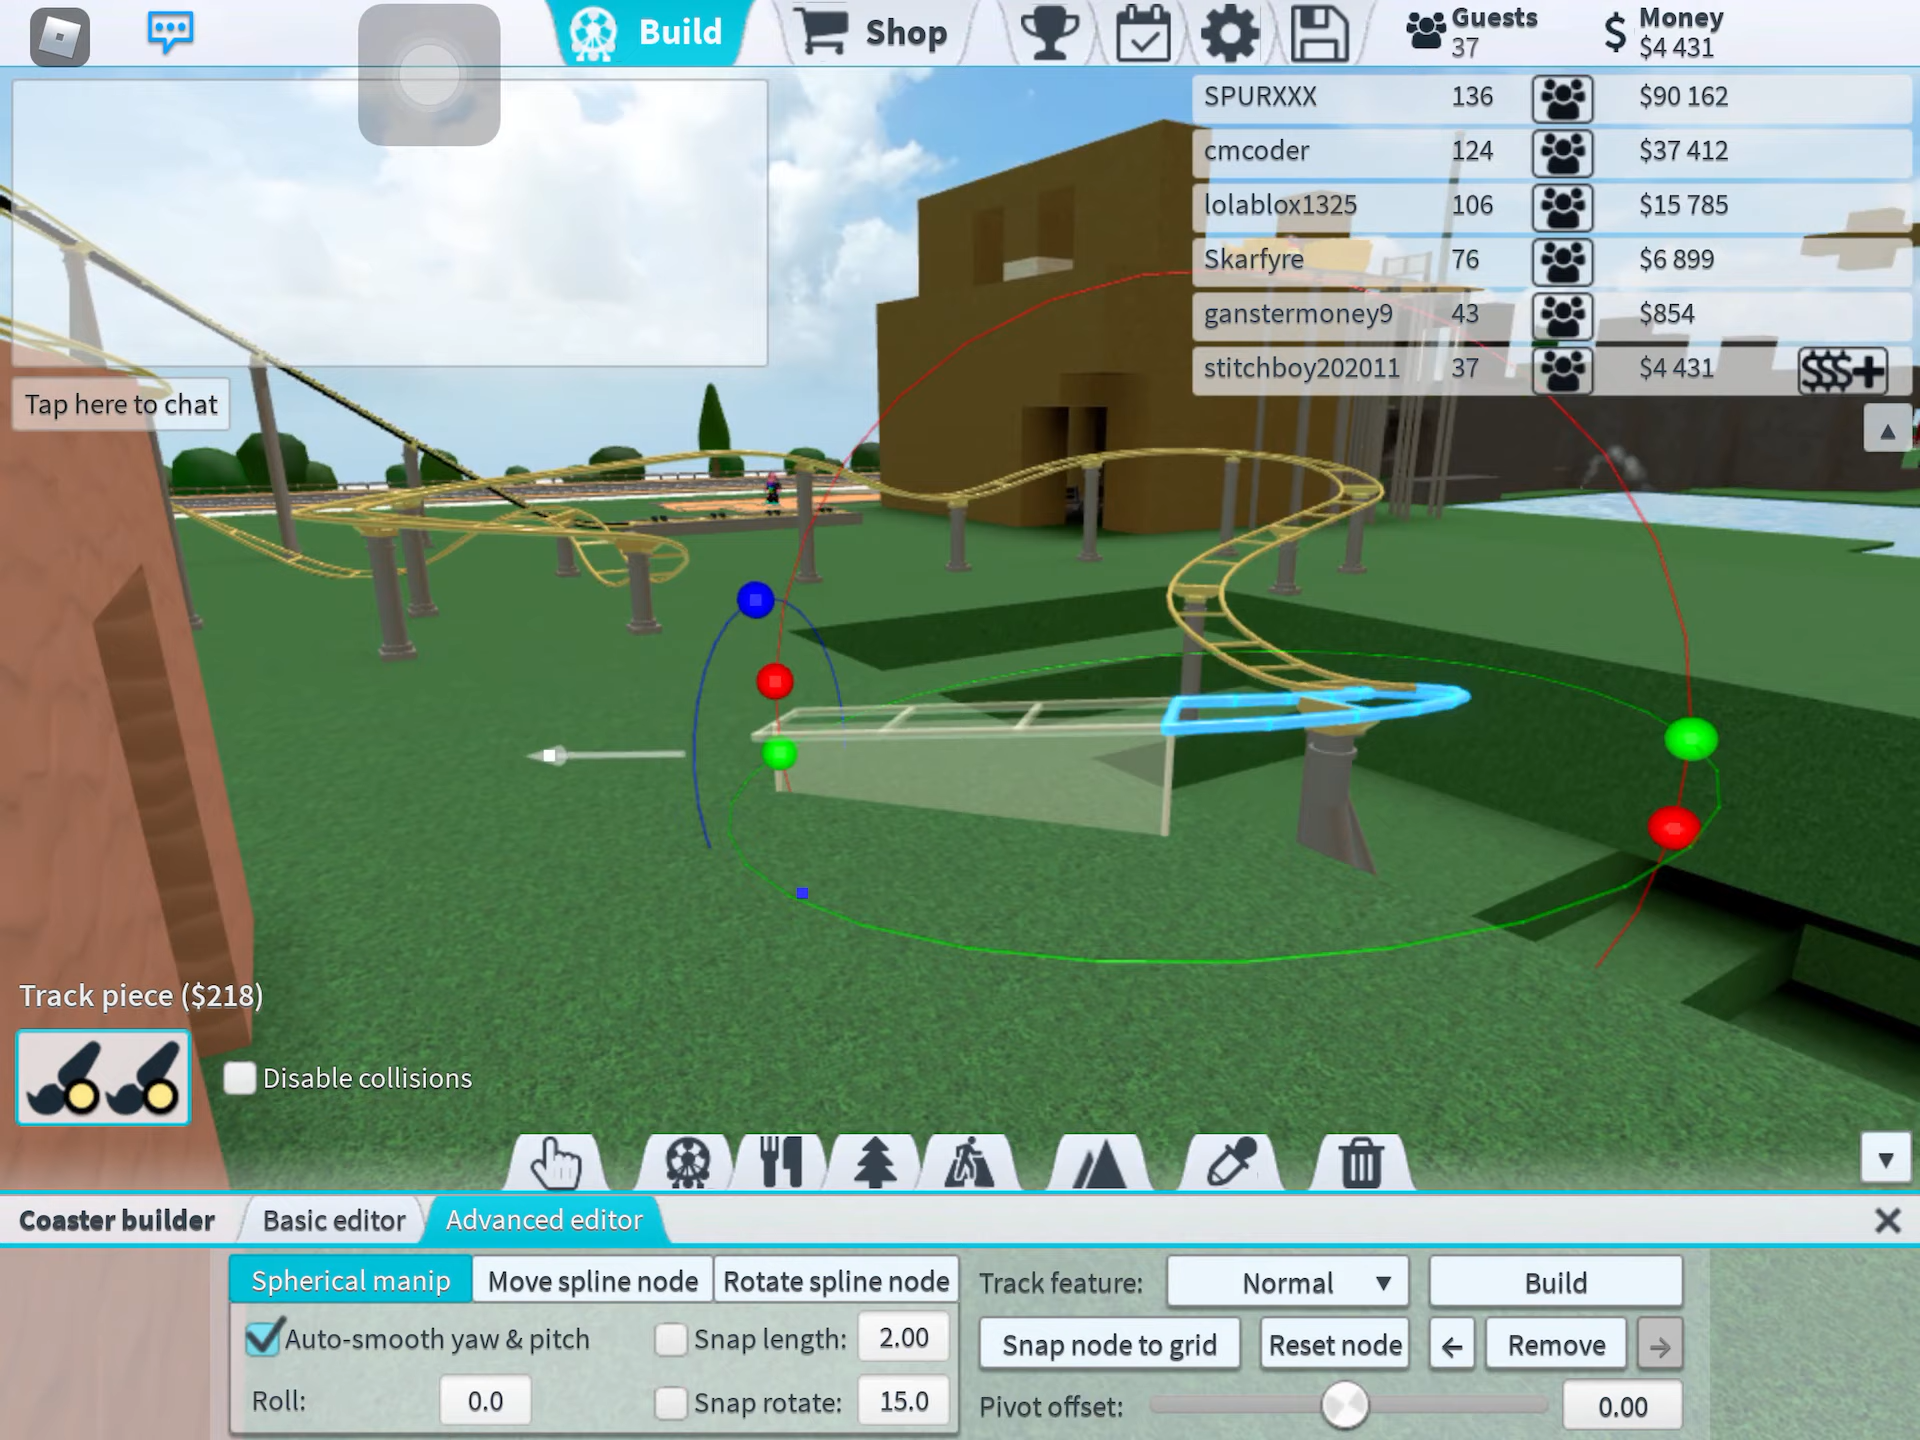 Build
Shop
Guests
37
$ Money
$4 431
SPURXXX 136 $90 162
cmcoder 124 $37 412
lolablox1325 106 $15 785
Skarfyre 76 $6 899
ganstermoney9 43 $854
stitchboy202011 37 $4 431 $$$+
Tap here to chat
Track piece ($218)
Disable collisions
Coaster builder Basic editor Advanced editor
Spherical manip Move spline node Rotate spline node Track feature: Normal Build
Auto-smooth yaw & pitch Snap length: 2.00 Snap node to grid Reset node ← Remove →
Roll: 0.0 Snap rotate: 15.0 Pivot offset: 0.00